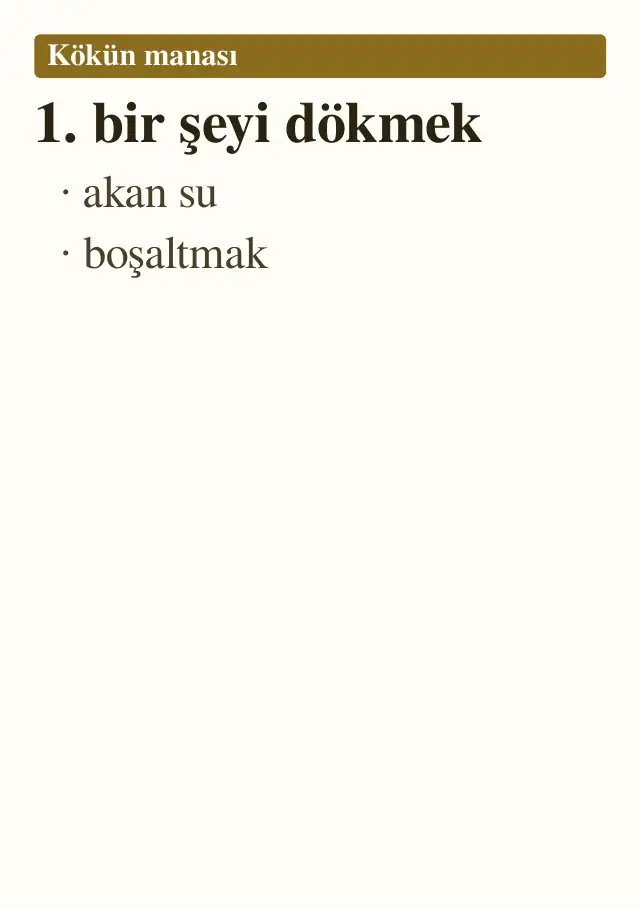 Kökün manası
1. bir şeyi dökmek
· akan su
· boşaltmak